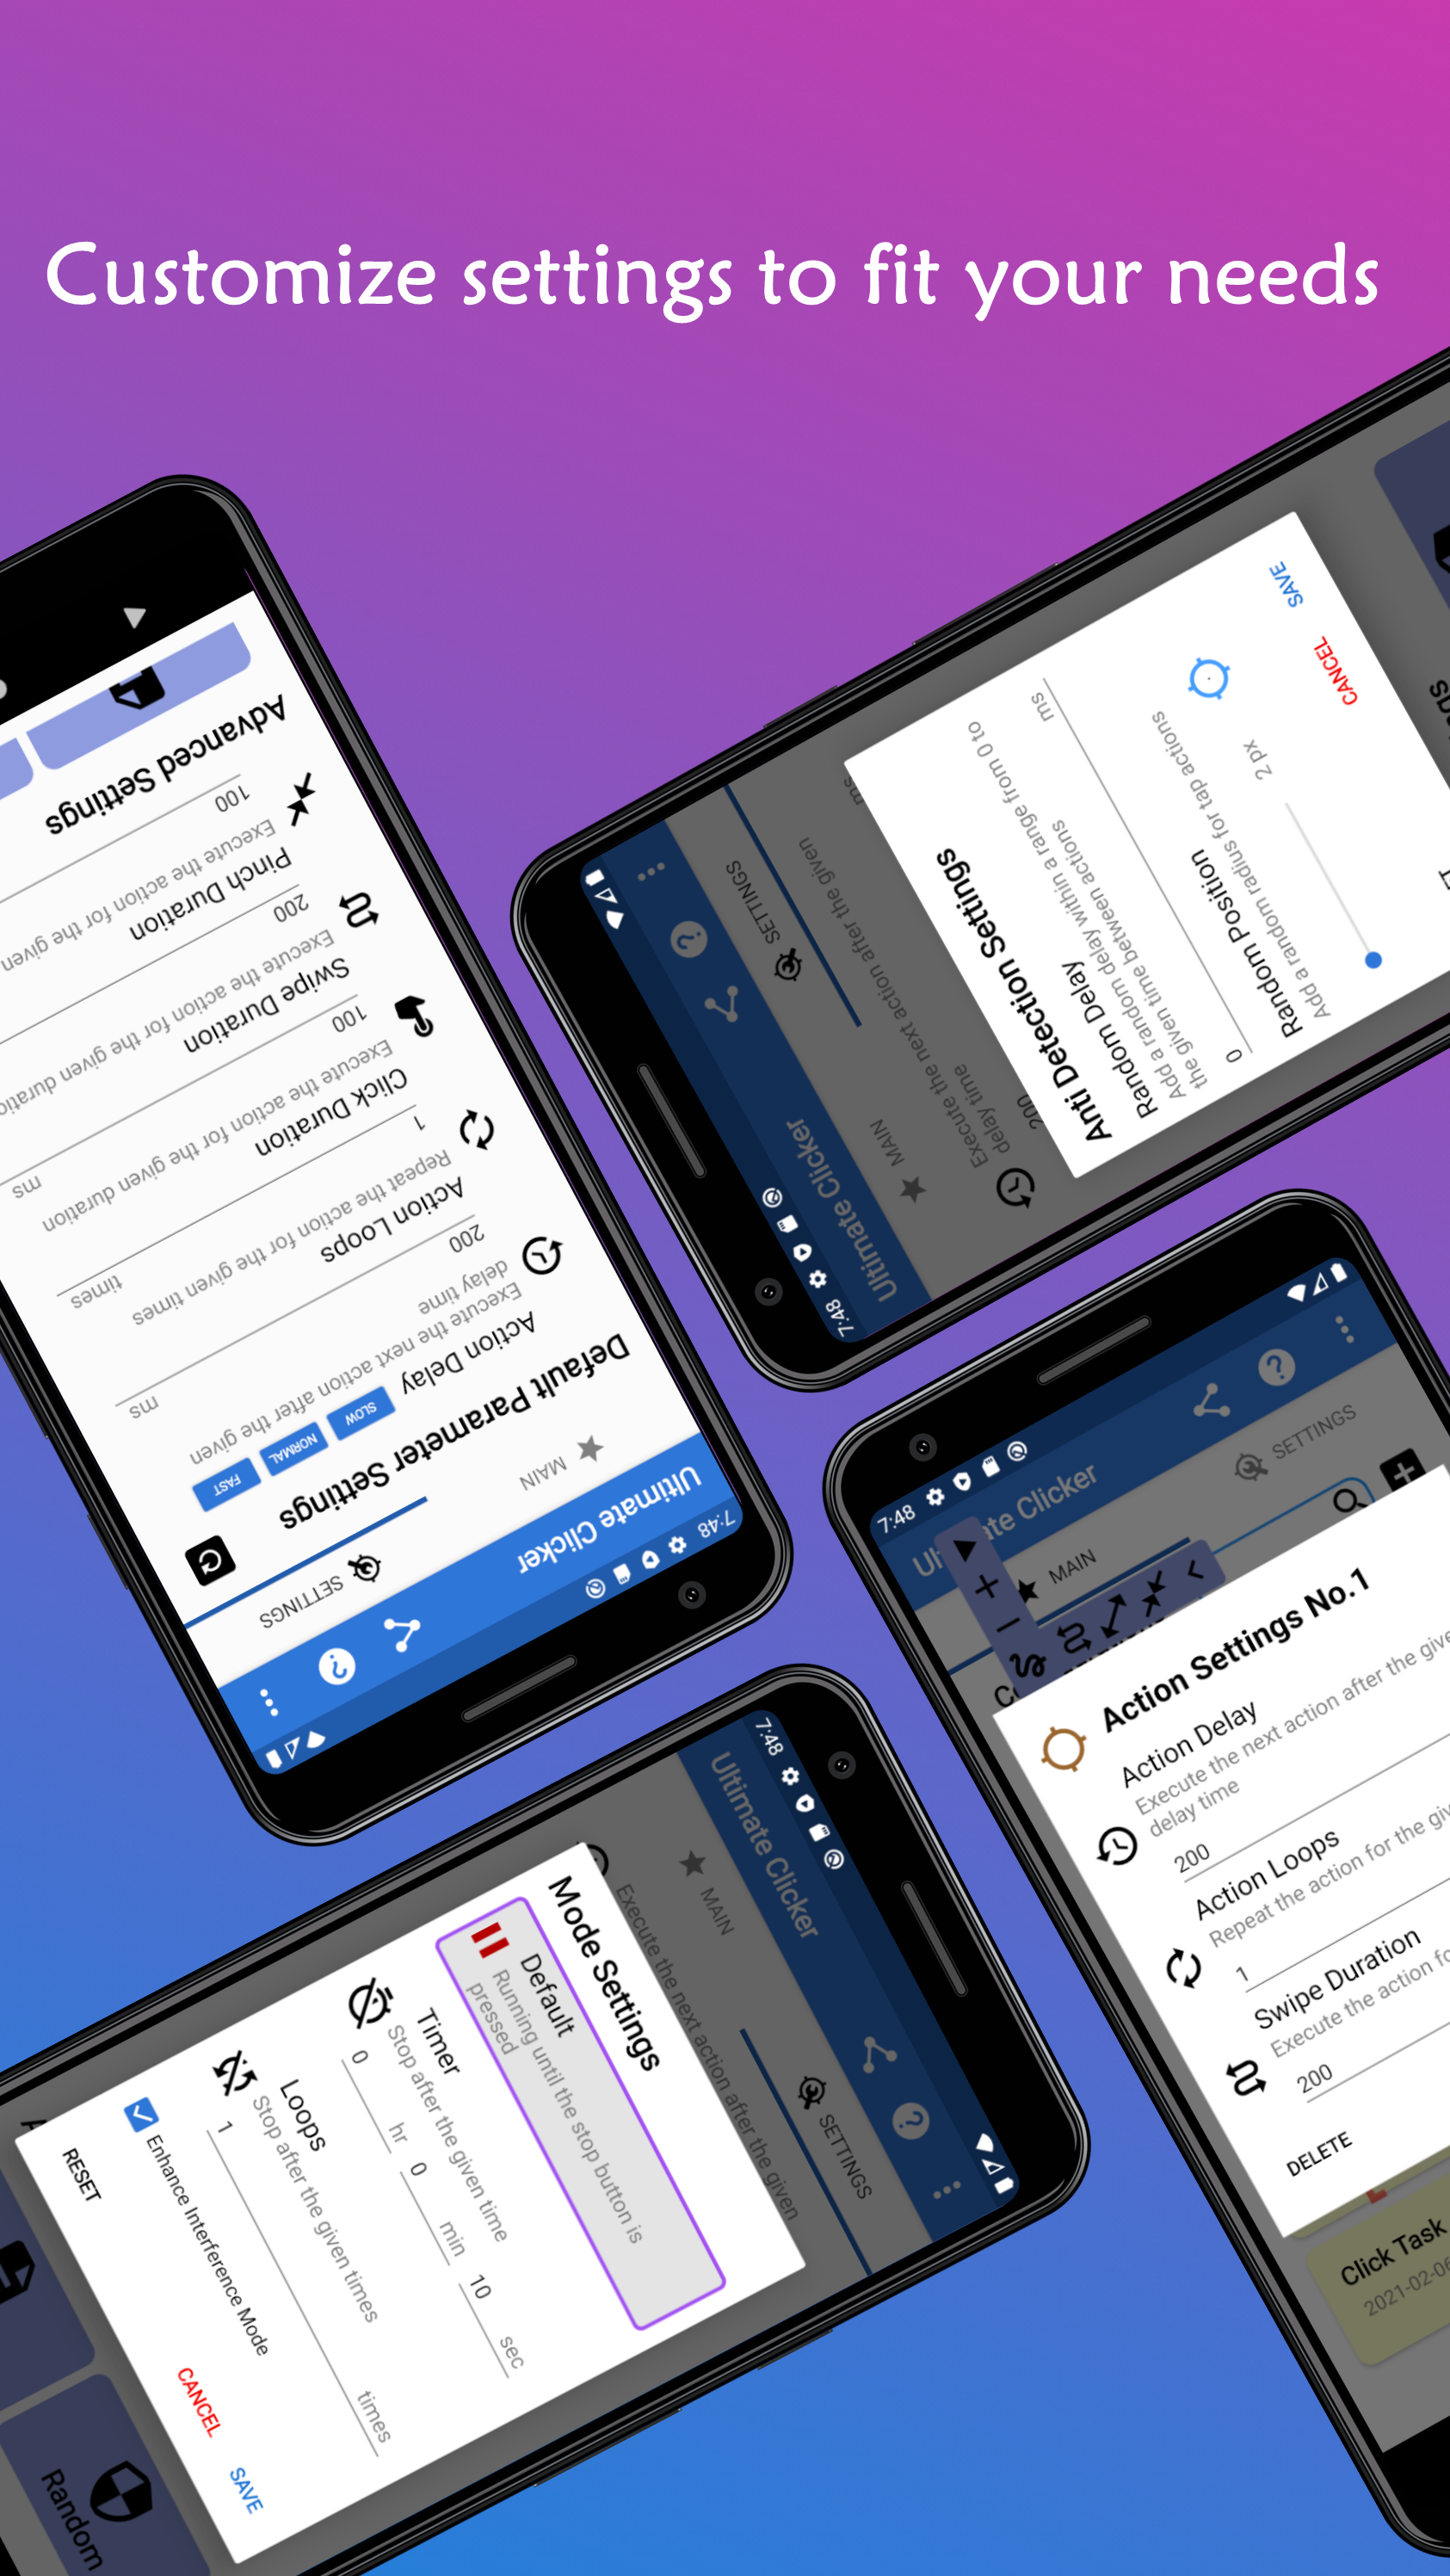 Customize settings to fit your needs
7:48
Ultimate Clicker
MAIN
SETTINGS
Default Parameter Settings
SLOW
NORMAL
FAST
Action Delay
Execute the next action after the given
delay time
200
ms
Action Loops
Repeat the action for the given times
1
times
Click Duration
Execute the action for the given duration
100
ms
Swipe Duration
Execute the action for the given duratio
200
Pinch Duration
Execute the action for the given
100
Advanced Settings
7:48
Ultimate Clicker
MAIN
SETTINGS
Execute the next action after the given
delay time
200
ms
Anti Detection Settings
Random Delay
Add a random delay within a range from 0 to
the given time between actions
0
ms
Random Position
Add a random radius for tap actions
2 px
CANCEL
SAVE
7:48
Ultimate Clicker
MAIN
SETTINGS
Action Settings No.1
Action Delay
Execute the next action after the give
delay time
200
Action Loops
Repeat the action for the giv
1
Swipe Duration
Execute the action fo
200
DELETE
Click Task
2021-02-06
7:48
Ultimate Clicker
MAIN
SETTINGS
Execute the next action after the given
Mode Settings
Default
Running until the stop button is
pressed
Timer
Stop after the given time
0 hr 0 min 10 sec
Loops
Stop after the given times
1
times
Enhance Interference Mode
RESET
CANCEL
SAVE
Random